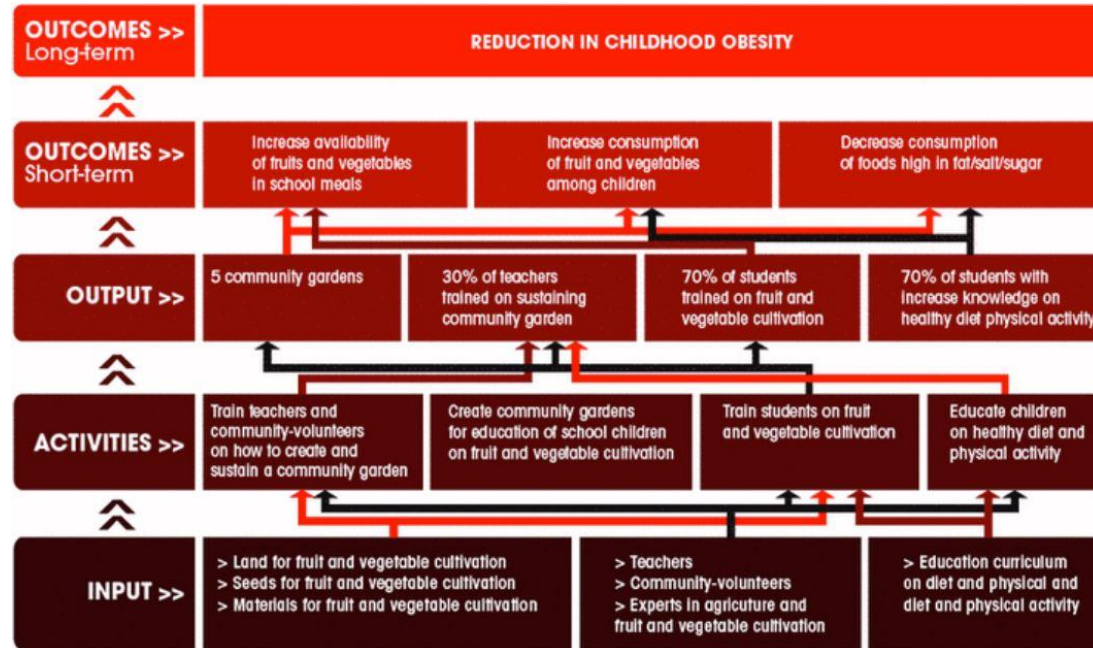 OUTCOMES >>
Long-term
REDUCTION IN CHILDHOOD OBESITY
OUTCOMES >>
Short-term
Increase availability
of fruits and vegetables
in school meals
Increase consumption
of fruit and vegetables
among children
Decrease consumption
of foods high in fat/salt/sugar
OUTPUT >>
5 community gardens
30% of teachers
trained on sustaining
community garden
70% of students
trained on fruit and
vegetable cultivation
70% of students with
increase knowledge on
healthy diet physical activity
ACTIVITIES >>
Train teachers and
community-volunteers
on how to create and
sustain a community garden
Create community gardens
for education of school children
on fruit and vegetable cultivation
Train students on fruit
and vegetable cultivation
Educate children
on healthy diet and
physical activity
INPUT >>
> Land for fruit and vegetable cultivation
> Seeds for fruit and vegetable cultivation
> Materials for fruit and vegetable cultivation
> Teachers
> Community-volunteers
> Experts in agricuture and
fruit and vegetable cultivation
> Education curriculum
on diet and physical and
diet and physical activity